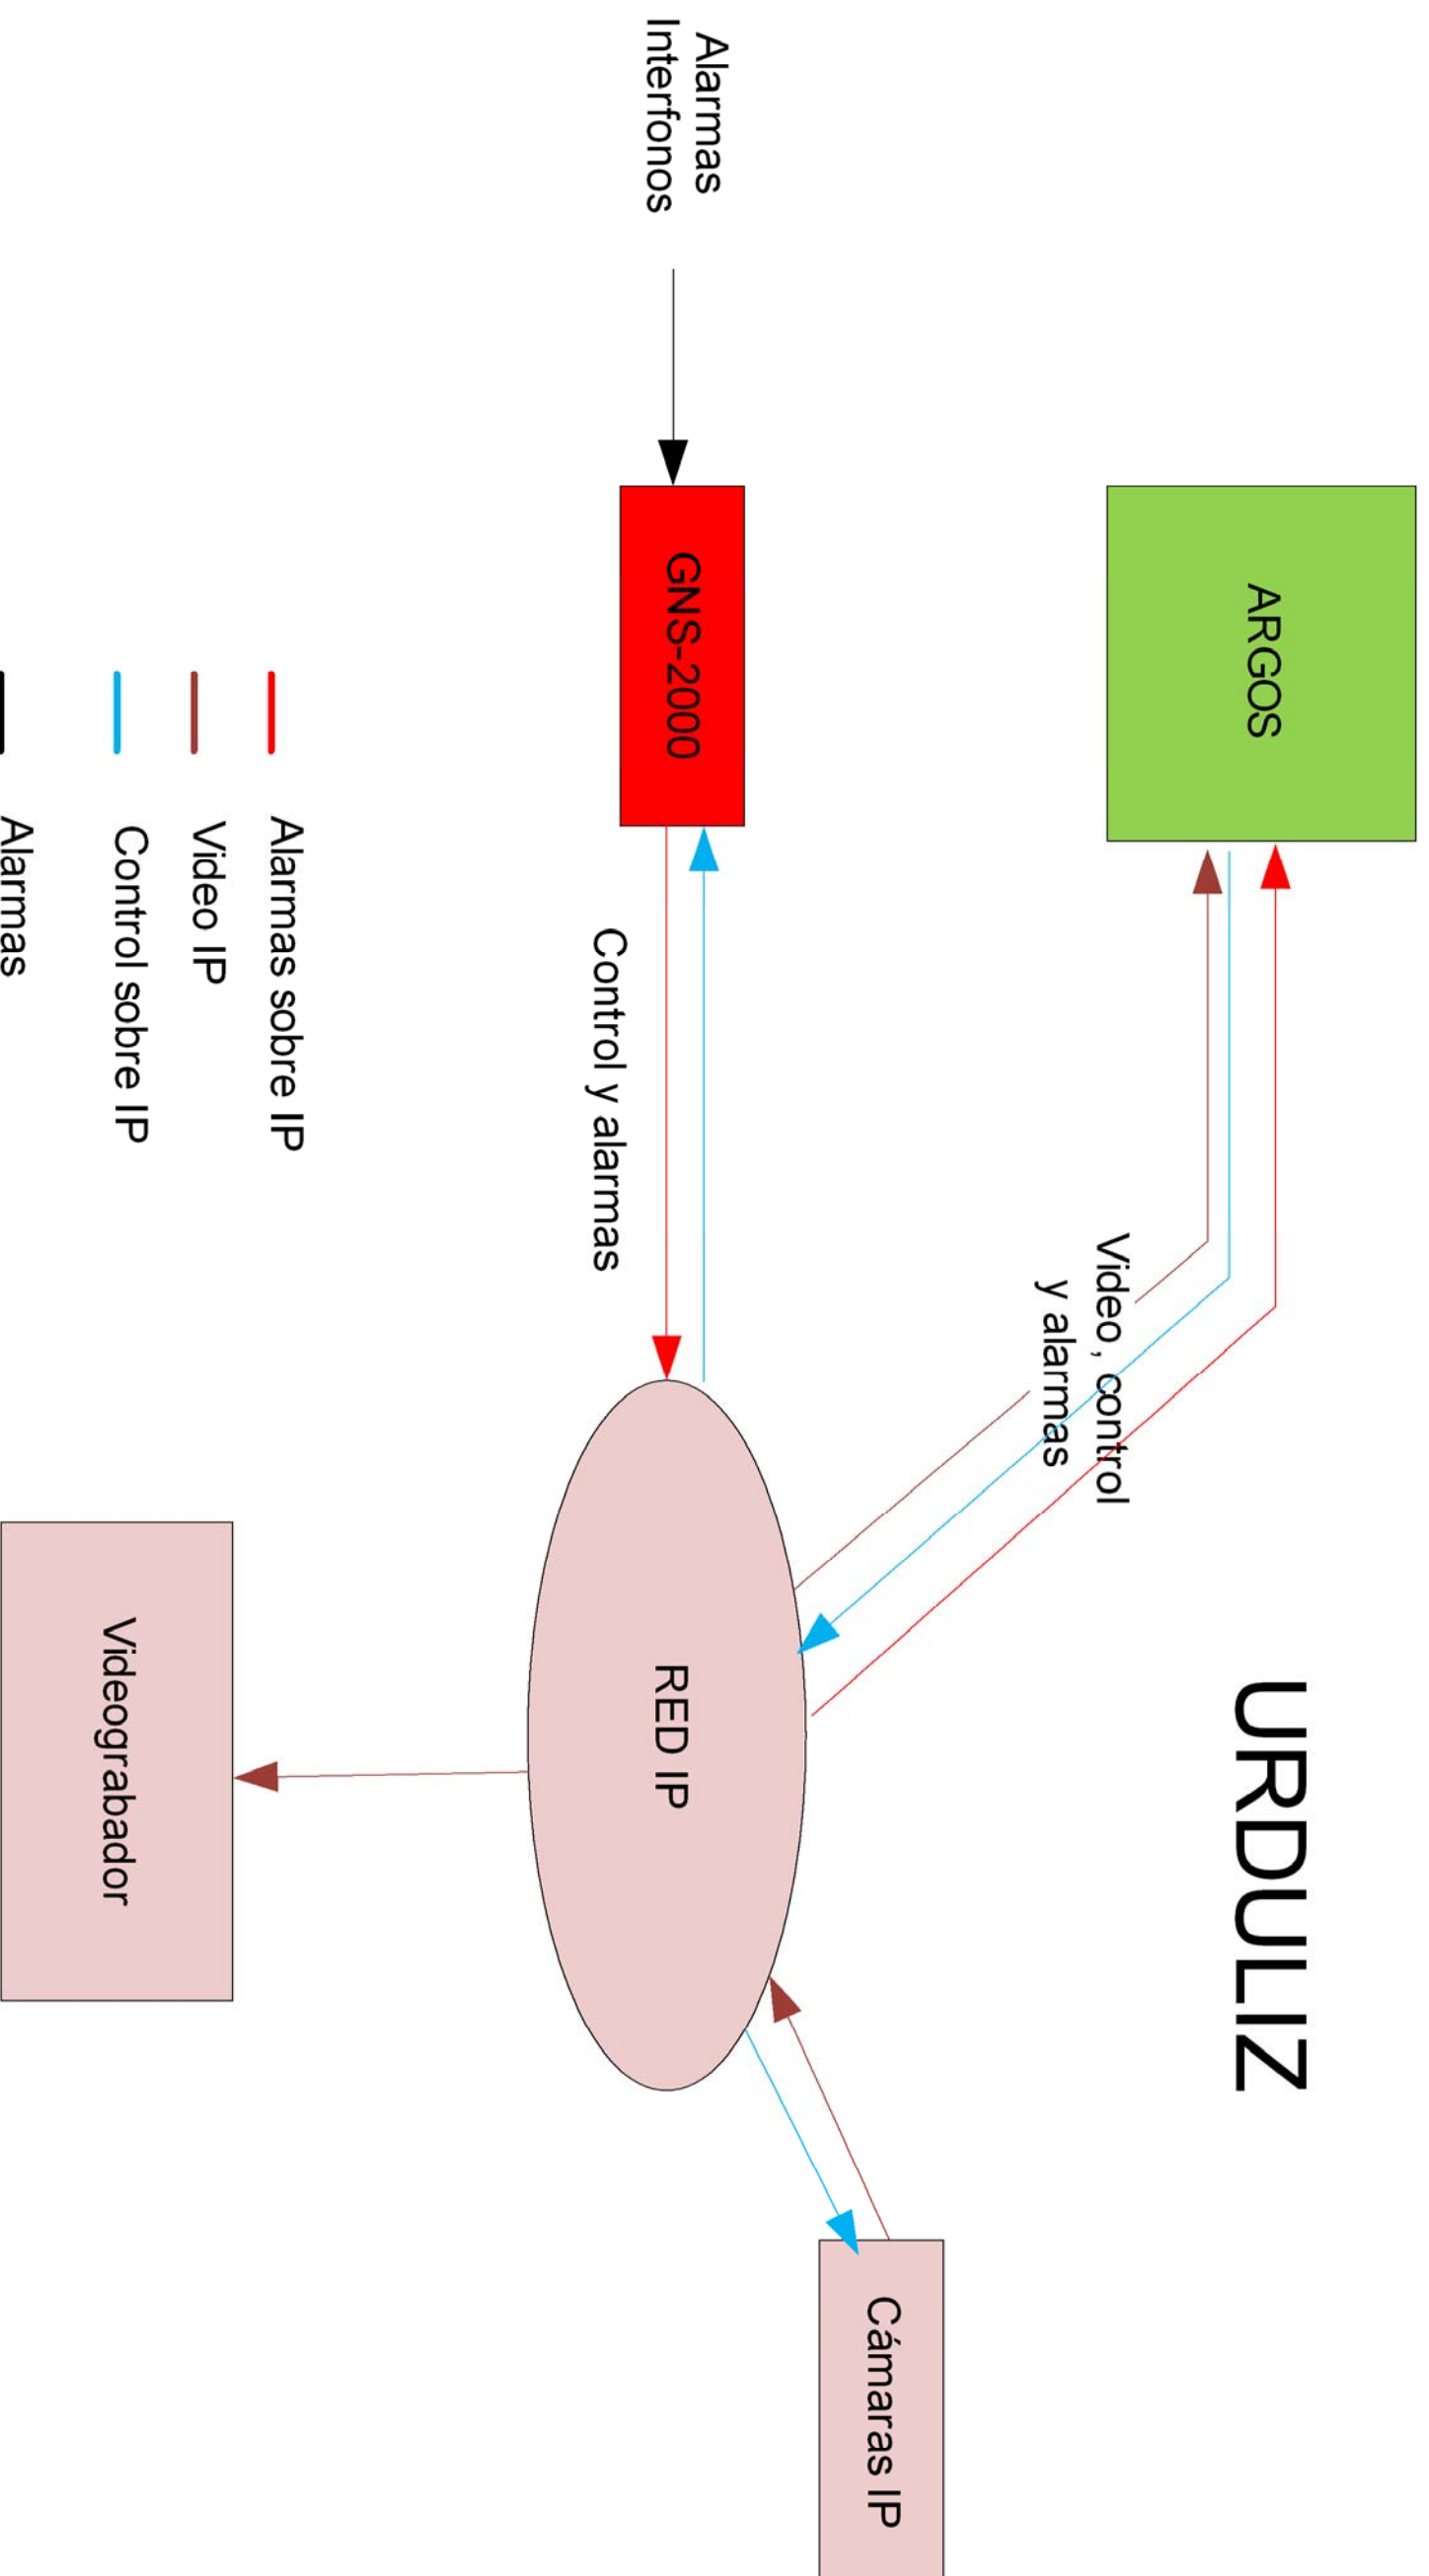 URDULIZ
ARGOS
Video , control
y alarmas
Cámaras IP
Alarmas
Interfonos
GNS-2000
Control y alarmas
RED IP
Alarmas sobre IP
Video IP
Control sobre IP
Alarmas
Videograbador